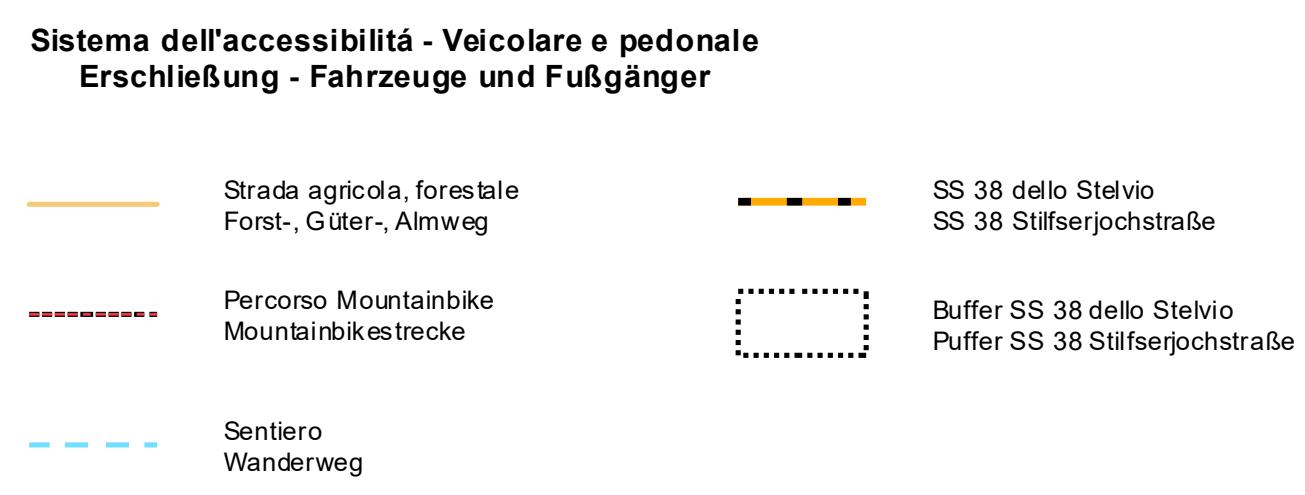 Sistema dell'accessibilitá - Veicolare e pedonale
Erschließung - Fahrzeuge und Fußgänger
Strada agricola, forestale
Forst-, Güter-, Almweg
Percorso Mountainbike
Mountainbikestrecke
Sentiero
Wanderweg
SS 38 dello Stelvio
SS 38 Stilfserjochstraße
Buffer SS 38 dello Stelvio
Puffer SS 38 Stilfserjochstraße